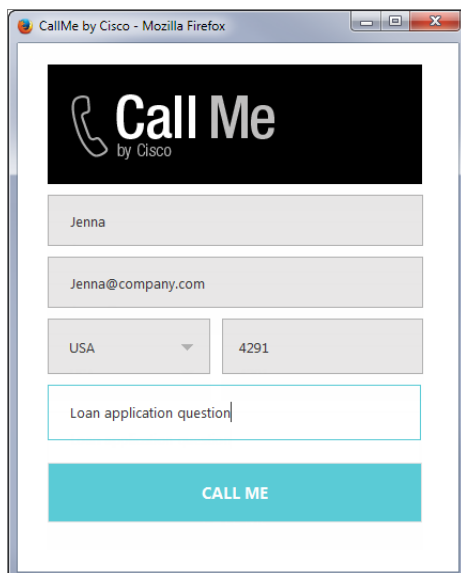 CallMe by Cisco - Mozilla Firefox
Call Me
by Cisco
Jenna
Jenna@company.com
USA 4291
Loan application question
CALL ME